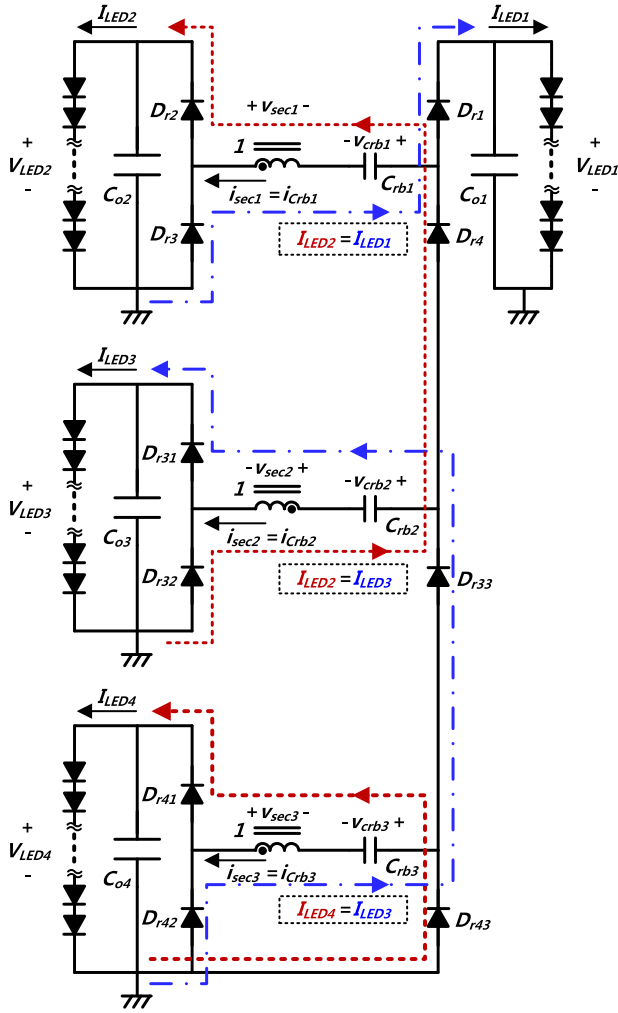 I_LED2 I_LED1
D_r2 + v_sec1 - D_r1
+ V_LED2 - C_o2 1 - v_crb1 + C_rb1 C_o1 + V_LED1 -
i_sec1 = i_Crb1
D_r3 I_LED2 = I_LED1 D_r4
I_LED3
D_r31 - v_sec2 +
+ V_LED3 - C_o3 1 - v_crb2 + C_rb2
i_sec2 = i_Crb2
D_r32 I_LED2 = I_LED3 D_r33
I_LED4
D_r41 + v_sec3 -
+ V_LED4 - C_o4 1 - v_crb3 + C_rb3
i_sec3 = i_Crb3
D_r42 I_LED4 = I_LED3 D_r43